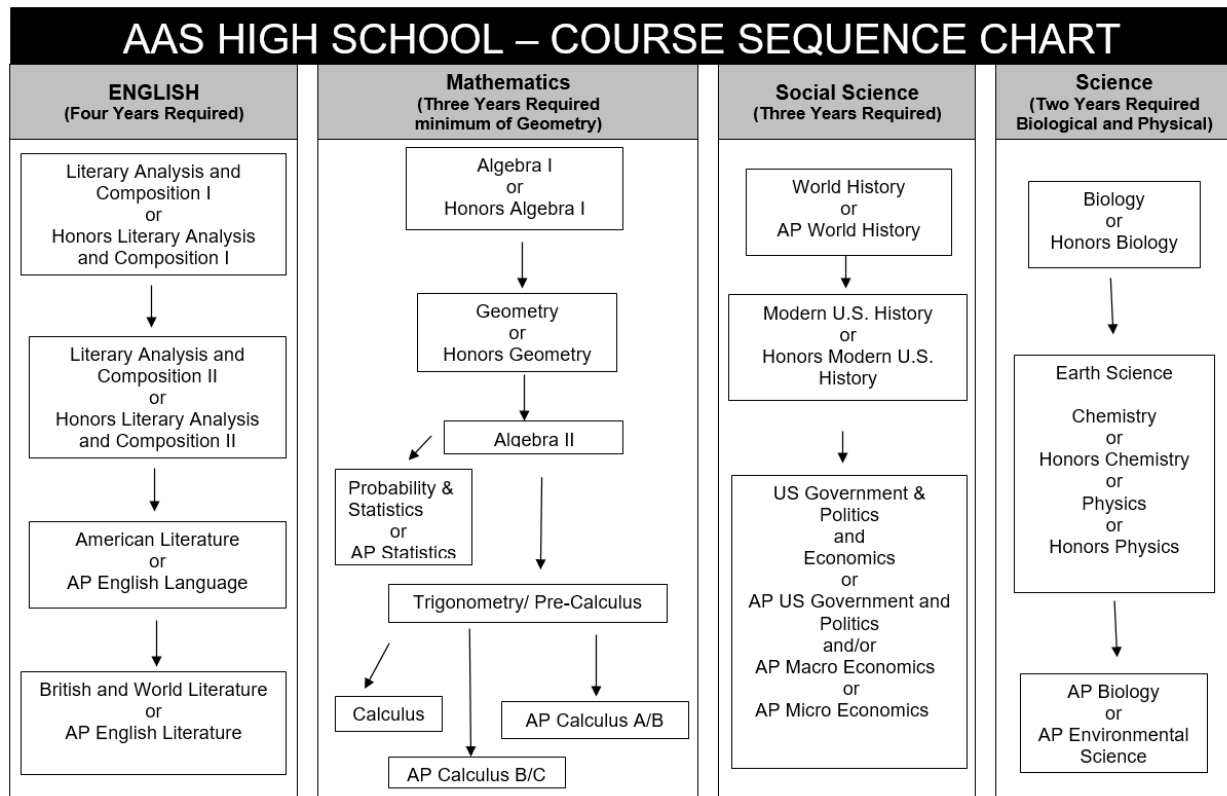 AAS HIGH SCHOOL – COURSE SEQUENCE CHART
ENGLISH
(Four Years Required)
Literary Analysis and
Composition I
or
Honors Literary Analysis
and Composition I
Literary Analysis and
Composition II
or
Honors Literary Analysis
and Composition II
American Literature
or
AP English Language
British and World Literature
or
AP English Literature
Mathematics
(Three Years Required
minimum of Geometry)
Algebra I
or
Honors Algebra I
Geometry
or
Honors Geometry
Algebra II
Probability &
Statistics
or
AP Statistics
Trigonometry/ Pre-Calculus
Calculus
AP Calculus A/B
AP Calculus B/C
Social Science
(Three Years Required)
World History
or
AP World History
Modern U.S. History
or
Honors Modern U.S.
History
US Government &
Politics
and
Economics
or
AP US Government and
Politics
and/or
AP Macro Economics
or
AP Micro Economics
Science
(Two Years Required
Biological and Physical)
Biology
or
Honors Biology
Earth Science
Chemistry
or
Honors Chemistry
or
Physics
or
Honors Physics
AP Biology
or
AP Environmental
Science